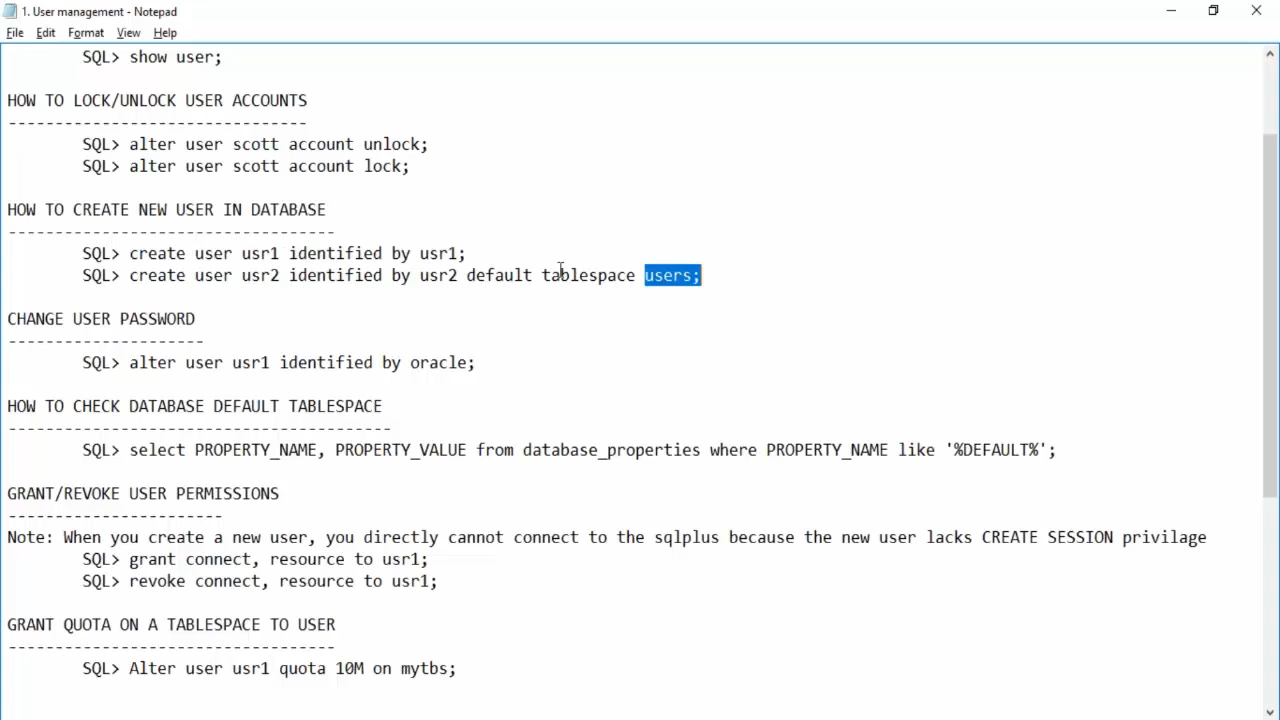 1. User management - Notepad
File Edit Format View Help
SQL> show user;
HOW TO LOCK/UNLOCK USER ACCOUNTS
--------------------------------
SQL> alter user scott account unlock;
SQL> alter user scott account lock;
HOW TO CREATE NEW USER IN DATABASE
-----------------------------------
SQL> create user usr1 identified by usr1;
SQL> create user usr2 identified by usr2 default tablespace users;
CHANGE USER PASSWORD
---------------------
SQL> alter user usr1 identified by oracle;
HOW TO CHECK DATABASE DEFAULT TABLESPACE
-----------------------------------------
SQL> select PROPERTY_NAME, PROPERTY_VALUE from database_properties where PROPERTY_NAME like '%DEFAULT%';
GRANT/REVOKE USER PERMISSIONS
-----------------------
Note: When you create a new user, you directly cannot connect to the sqlplus because the new user lacks CREATE SESSION privilage
SQL> grant connect, resource to usr1;
SQL> revoke connect, resource to usr1;
GRANT QUOTA ON A TABLESPACE TO USER
-----------------------------------
SQL> Alter user usr1 quota 10M on mytbs;